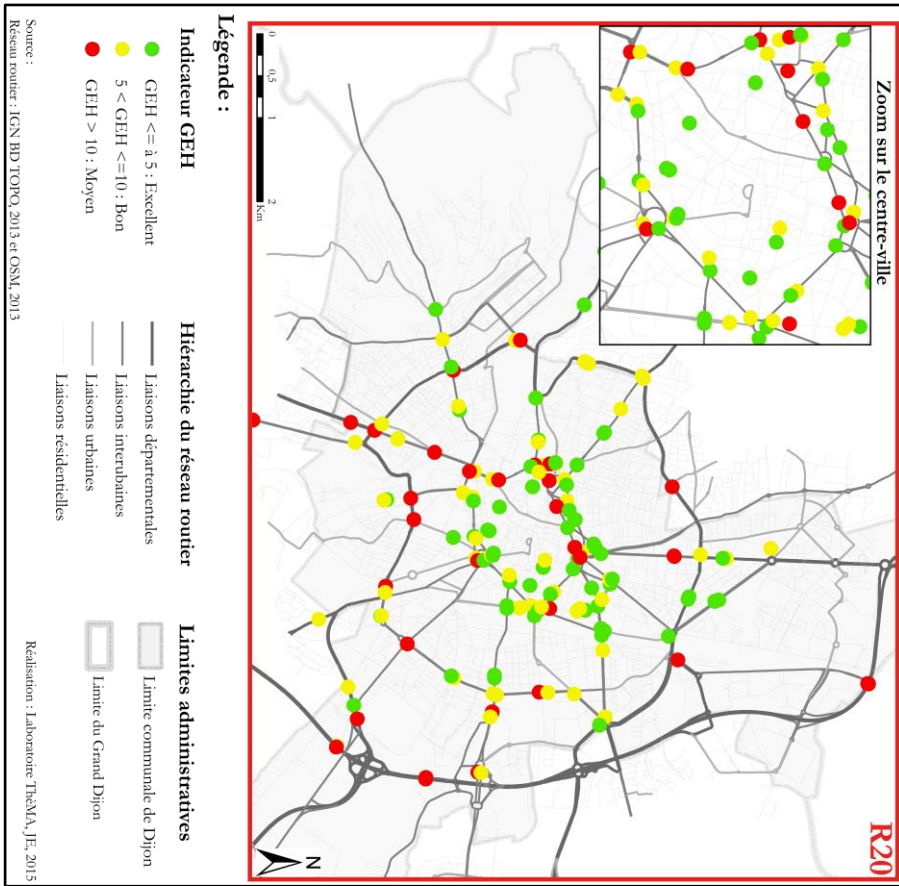 R20
Zoom sur le centre-ville
N
0 0,5 1 2
Km
Légende :
Indicateur GEH
GEH <= à 5 : Excellent
5 < GEH <=10 : Bon
GEH > 10 : Moyen
Hiérarchie du réseau routier
Liaisons départementales
Liaisons interubaines
Liaisons urbaines
Liaisons résidentielles
Limites administratives
Limite communale de Dijon
Limite du Grand Dijon
Source :
Réseau routier : IGN BD TOPO, 2013 et OSM, 2013
Réalisation : Laboratoire ThéMA, JE, 2015